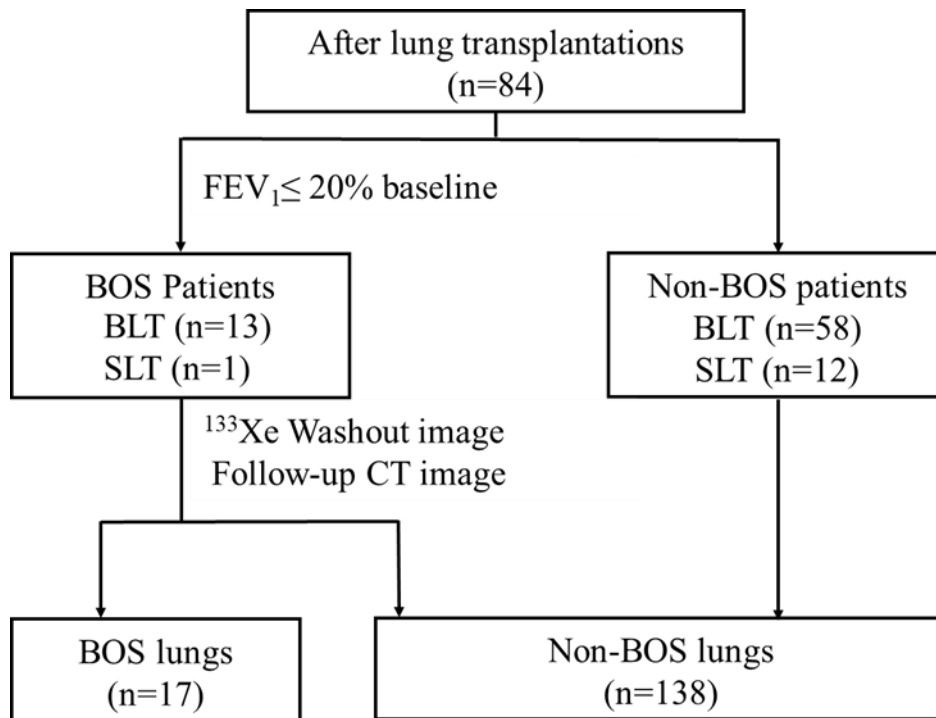 After lung transplantations
(n=84)
FEV₁≤ 20% baseline
BOS Patients
BLT (n=13)
SLT (n=1)
Non-BOS patients
BLT (n=58)
SLT (n=12)
¹³³Xe Washout image
Follow-up CT image
BOS lungs
(n=17)
Non-BOS lungs
(n=138)